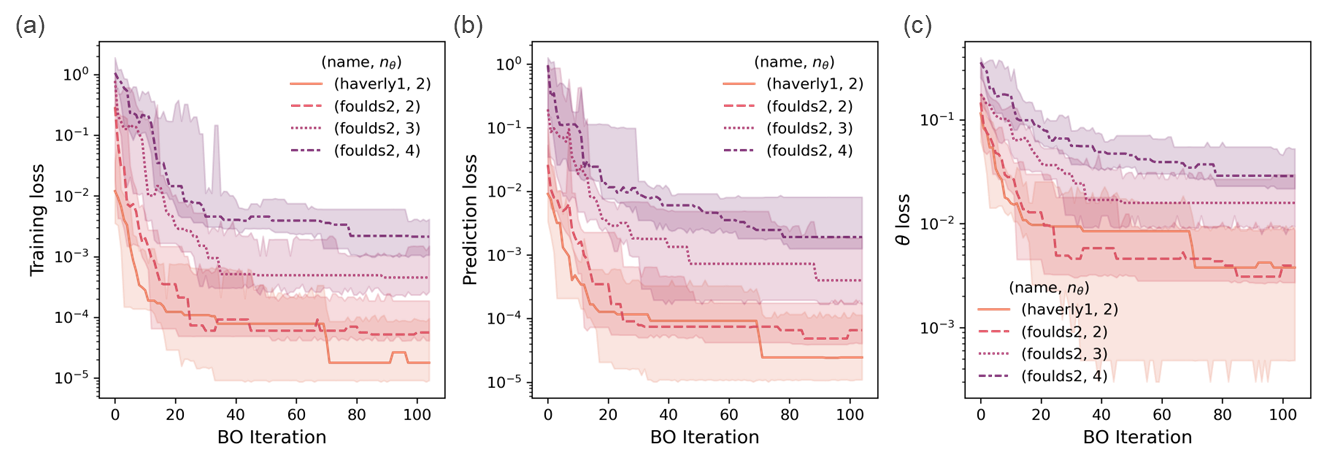 (a)
Training loss
10⁰
10⁻¹
10⁻²
10⁻³
10⁻⁴
10⁻⁵
(name, nθ)
(haverly1, 2)
(foulds2, 2)
(foulds2, 3)
(foulds2, 4)
0 20 40 60 80 100
BO Iteration
(b)
Prediction loss
10⁰
10⁻¹
10⁻²
10⁻³
10⁻⁴
10⁻⁵
(name, nθ)
(haverly1, 2)
(foulds2, 2)
(foulds2, 3)
(foulds2, 4)
0 20 40 60 80 100
BO Iteration
(c)
θ loss
10⁻¹
10⁻²
10⁻³
(name, nθ)
(haverly1, 2)
(foulds2, 2)
(foulds2, 3)
(foulds2, 4)
0 20 40 60 80 100
BO Iteration